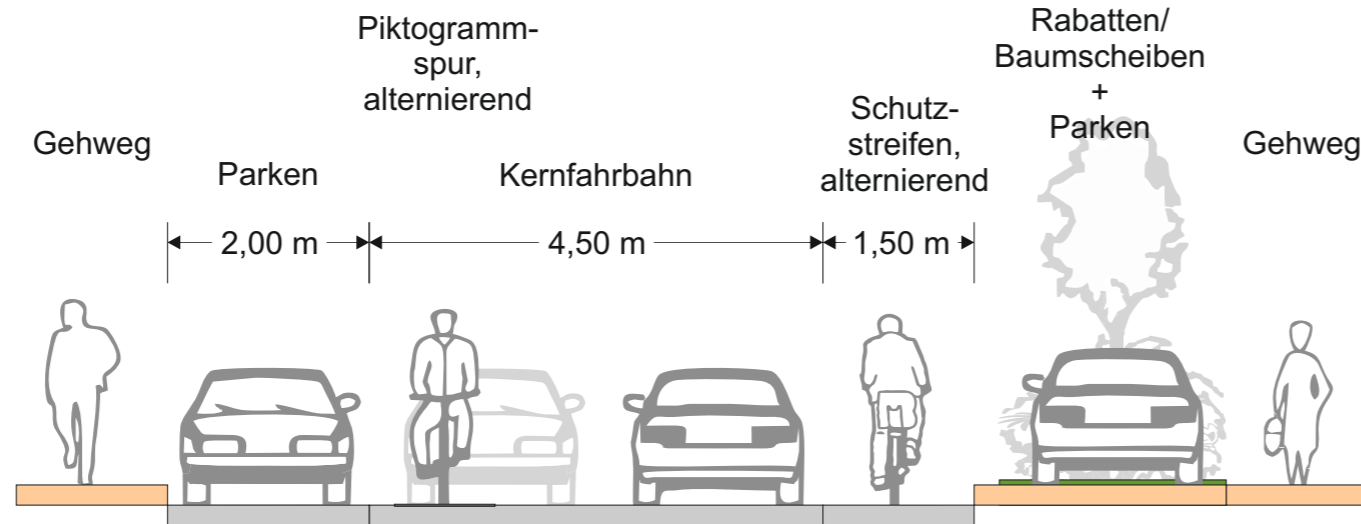 Gehweg
Parken
Piktogramm-
spur,
alternierend
Kernfahrbahn
Schutz-
streifen,
alternierend
Rabatten/
Baumscheiben
+
Parken
Gehweg
2,00 m
4,50 m
1,50 m